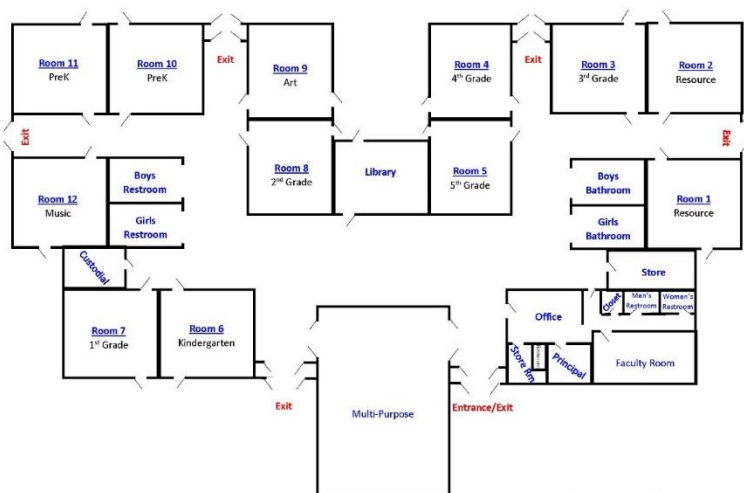 Room 11
PreK
Room 10
PreK
Exit
Room 9
Art
Room 4
4th Grade
Exit
Room 3
3rd Grade
Room 2
Resource
Exit
Exit
Room 12
Music
Boys
Restroom
Girls
Restroom
Room 8
2nd Grade
Library
Room 5
5th Grade
Boys
Bathroom
Girls
Bathroom
Room 1
Resource
Custodial
Store
Room 7
1st Grade
Room 6
Kindergarten
Office
Closet
Men's
Restroom
Women's
Restroom
Store Rm
Principal
Faculty Room
Exit
Multi-Purpose
Entrance/Exit